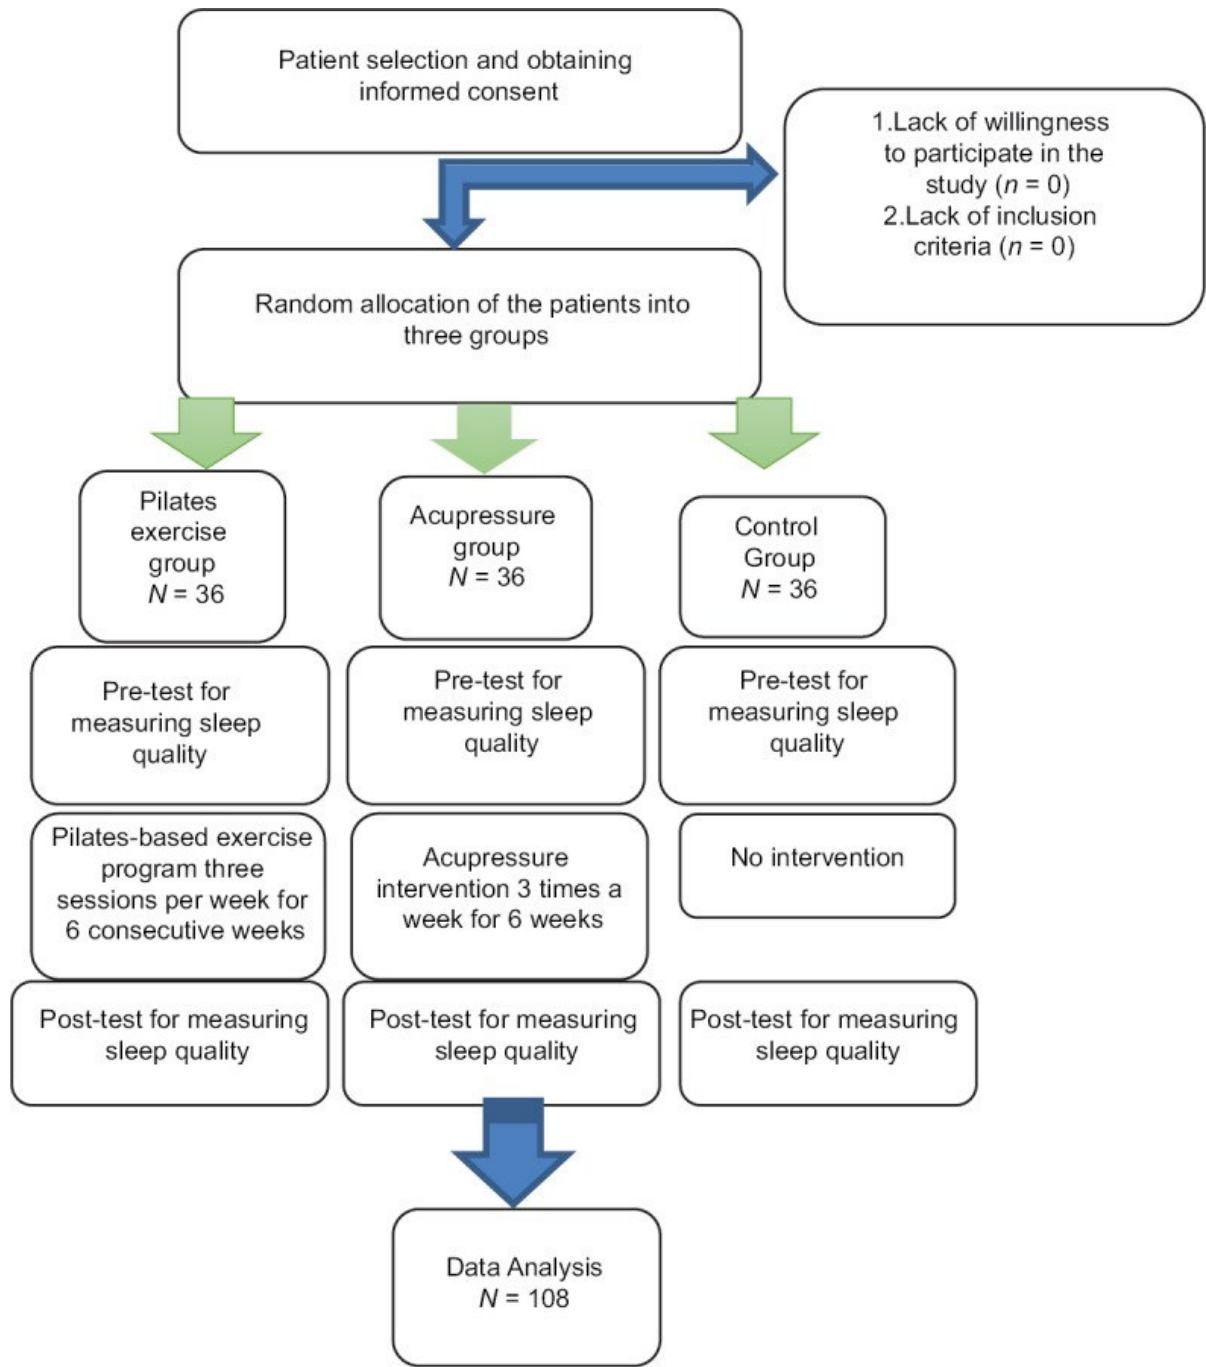 Patient selection and obtaining
informed consent
1.Lack of willingness
to participate in the
study (n = 0)
2.Lack of inclusion
criteria (n = 0)
Random allocation of the patients into
three groups
Pilates
exercise
group
N = 36
Acupressure
group
N = 36
Control
Group
N = 36
Pre-test for
measuring sleep
quality
Pre-test for
measuring sleep
quality
Pre-test for
measuring sleep
quality
Pilates-based exercise
program three
sessions per week for
6 consecutive weeks
Acupressure
intervention 3 times a
week for 6 weeks
No intervention
Post-test for measuring
sleep quality
Post-test for measuring
sleep quality
Post-test for measuring
sleep quality
Data Analysis
N = 108